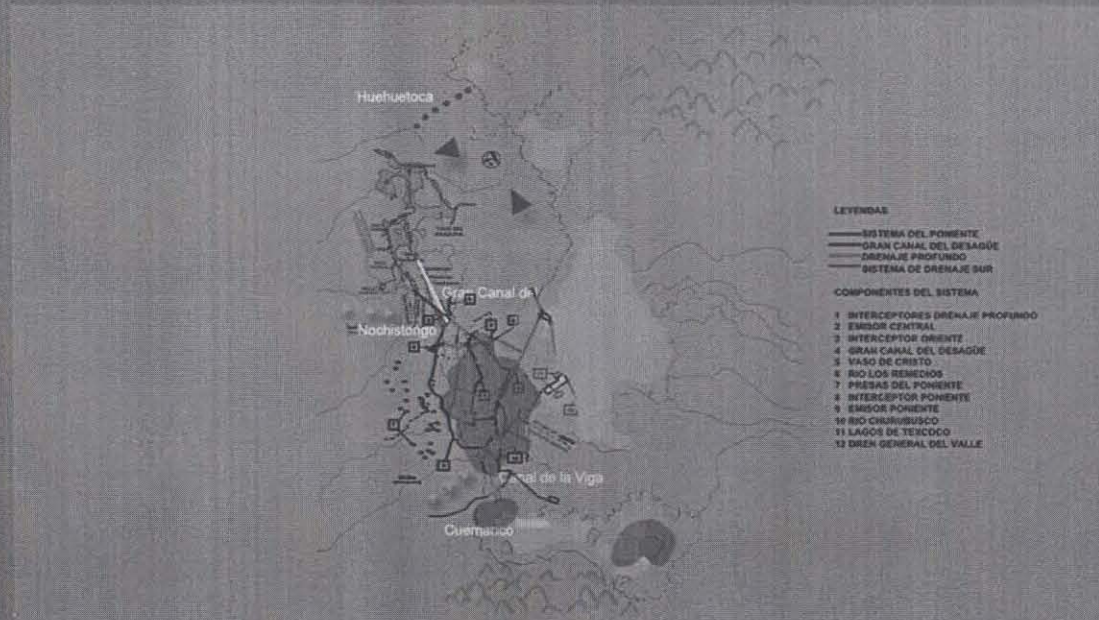 Huehuetoca
Gran Canal de
Nochistongo
Canal de la Viga
Cuemanco
LEYENDAS
SISTEMA DEL PONIENTE
GRAN CANAL DEL DESAGÜE
DRENAJE PROFUNDO
SISTEMA DE DRENAJE SUR
COMPONENTES DEL SISTEMA
1 INTERCEPTORES DRENAJE PROFUNDO
2 EMISOR CENTRAL
3 INTERCEPTOR ORIENTE
4 GRAN CANAL DEL DESAGÜE
5 VASO DE CRISTO
6 RIO LOS REMEDIOS
7 PRESAS DEL PONIENTE
8 INTERCEPTOR PONIENTE
9 EMISOR PONIENTE
10 RIO CHURUBUSCO
11 LAGOS DE TEXCOCO
12 DREN GENERAL DEL VALLE